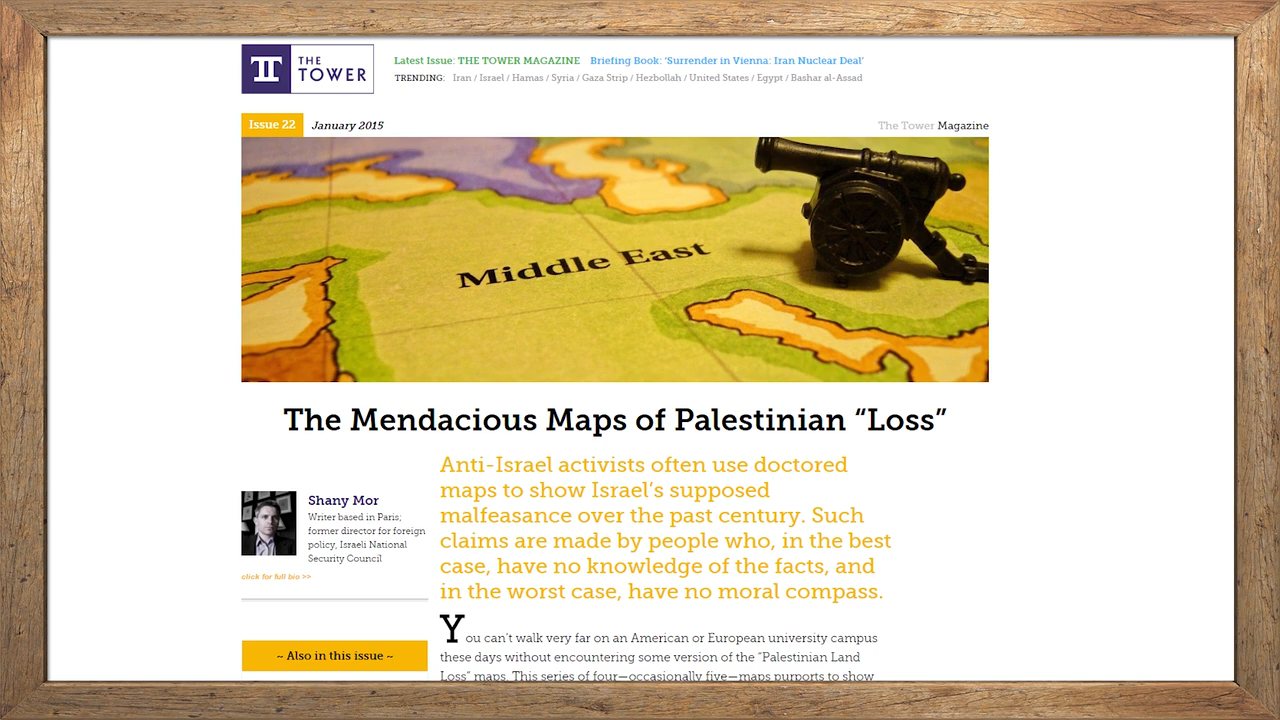 THE
TOWER
Latest Issue: THE TOWER MAGAZINE Briefing Book: 'Surrender in Vienna: Iran Nuclear Deal'
TRENDING: Iran / Israel / Hamas / Syria / Gaza Strip / Hezbollah / United States / Egypt / Bashar al-Assad
Issue 22 January 2015
The Tower Magazine
Middle East
The Mendacious Maps of Palestinian “Loss”
Shany Mor
Writer based in Paris;
former director for foreign
policy, Israeli National
Security Council
click for full bio >>
~ Also in this issue ~
Anti-Israel activists often use doctored
maps to show Israel’s supposed
malfeasance over the past century. Such
claims are made by people who, in the best
case, have no knowledge of the facts, and
in the worst case, have no moral compass.
You can’t walk very far on an American or European university campus
these days without encountering some version of the “Palestinian Land
Loss” maps. This series of four—occasionally five—maps purports to show